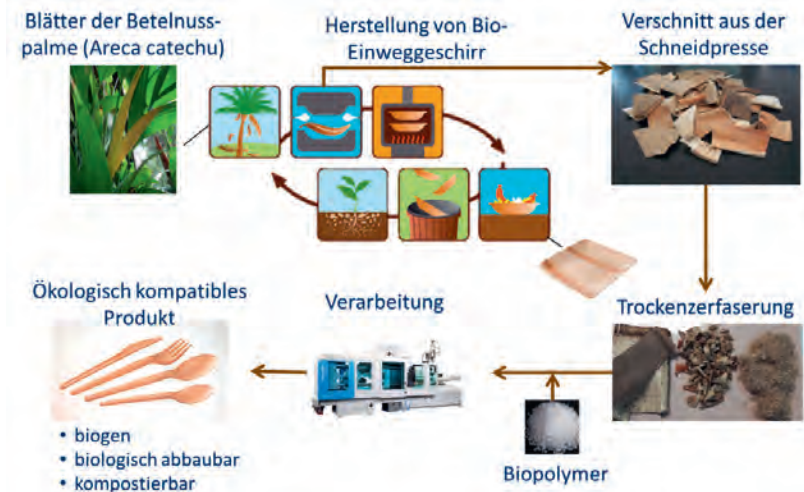 Blätter der Betelnuss-
palme (Areca catechu)
Herstellung von Bio-
Einweggeschirr
Verschnitt aus der
Schneidpresse
Ökologisch kompatibles
Produkt
Verarbeitung
Trockenzerfaserung
• biogen
• biologisch abbaubar
• kompostierbar
Biopolymer